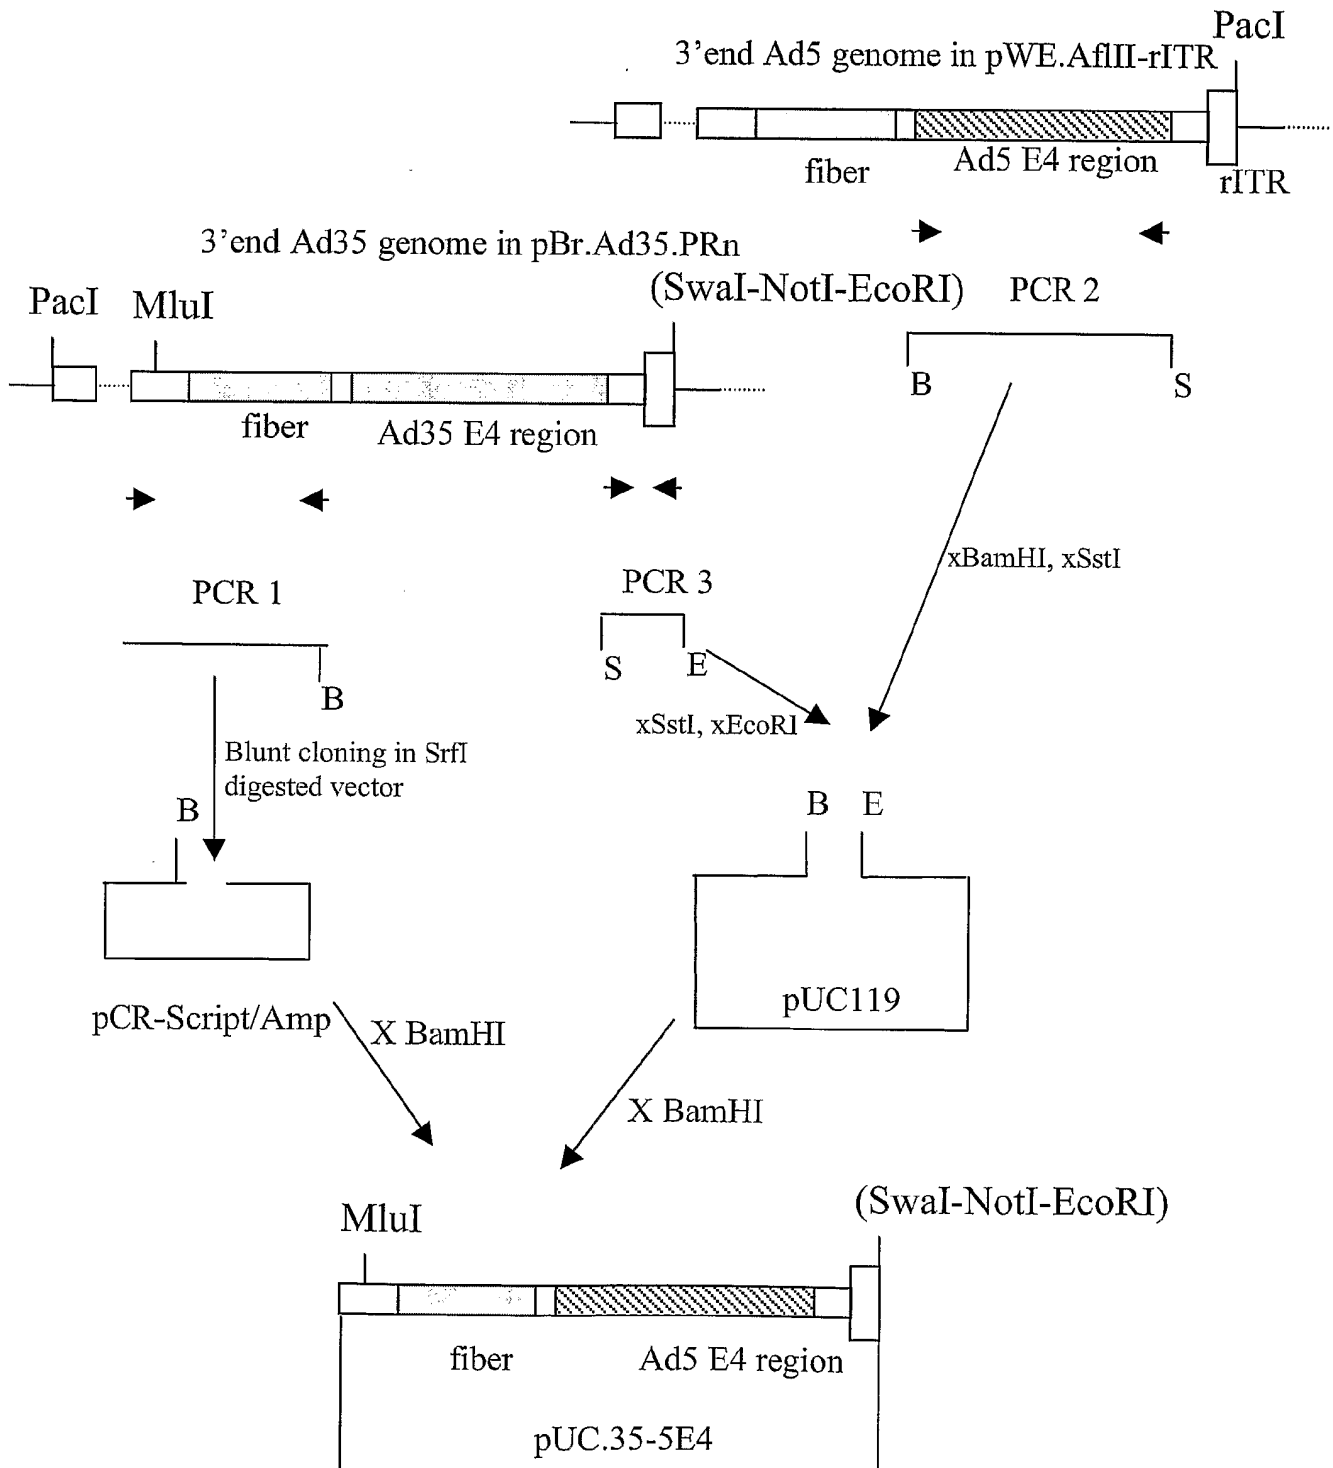 PacI
3'end Ad5 genome in pWE.AflII-rITR
fiber
Ad5 E4 region
rITR
3'end Ad35 genome in pBr.Ad35.PRn
(SwaI-NotI-EcoRI)
PCR 2
PacI
MluI
B
S
fiber
Ad35 E4 region
xBamHI, xSstI
PCR 1
PCR 3
S
E
B
xSstI, xEcoRI
Blunt cloning in SrfI
digested vector
B
B
E
pCR-Script/Amp
pUC119
X BamHI
X BamHI
(SwaI-NotI-EcoRI)
MluI
fiber
Ad5 E4 region
pUC.35-5E4